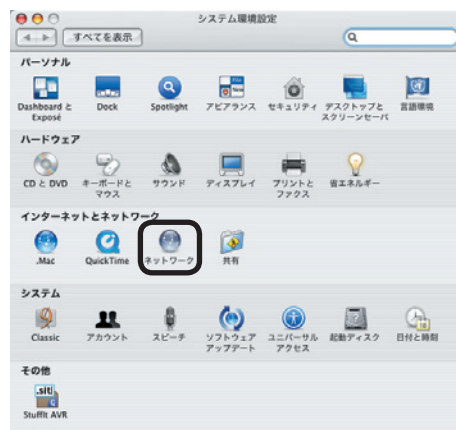 システム環境設定
すべてを表示
パーソナル
Dashboard と
Exposé
Dock
Spotlight
アピアランス
セキュリティ
デスクトップと
スクリーンセーバ
言語環境
ハードウェア
CD と DVD
キーボードと
マウス
サウンド
ディスプレイ
プリントと
ファクス
省エネルギー
インターネットとネットワーク
.Mac
QuickTime
ネットワーク
共有
システム
Classic
アカウント
スピーチ
ソフトウェア
アップデート
ユニバーサル
アクセス
起動ディスク
日付と時刻
その他
.sit
StuffIt AVR